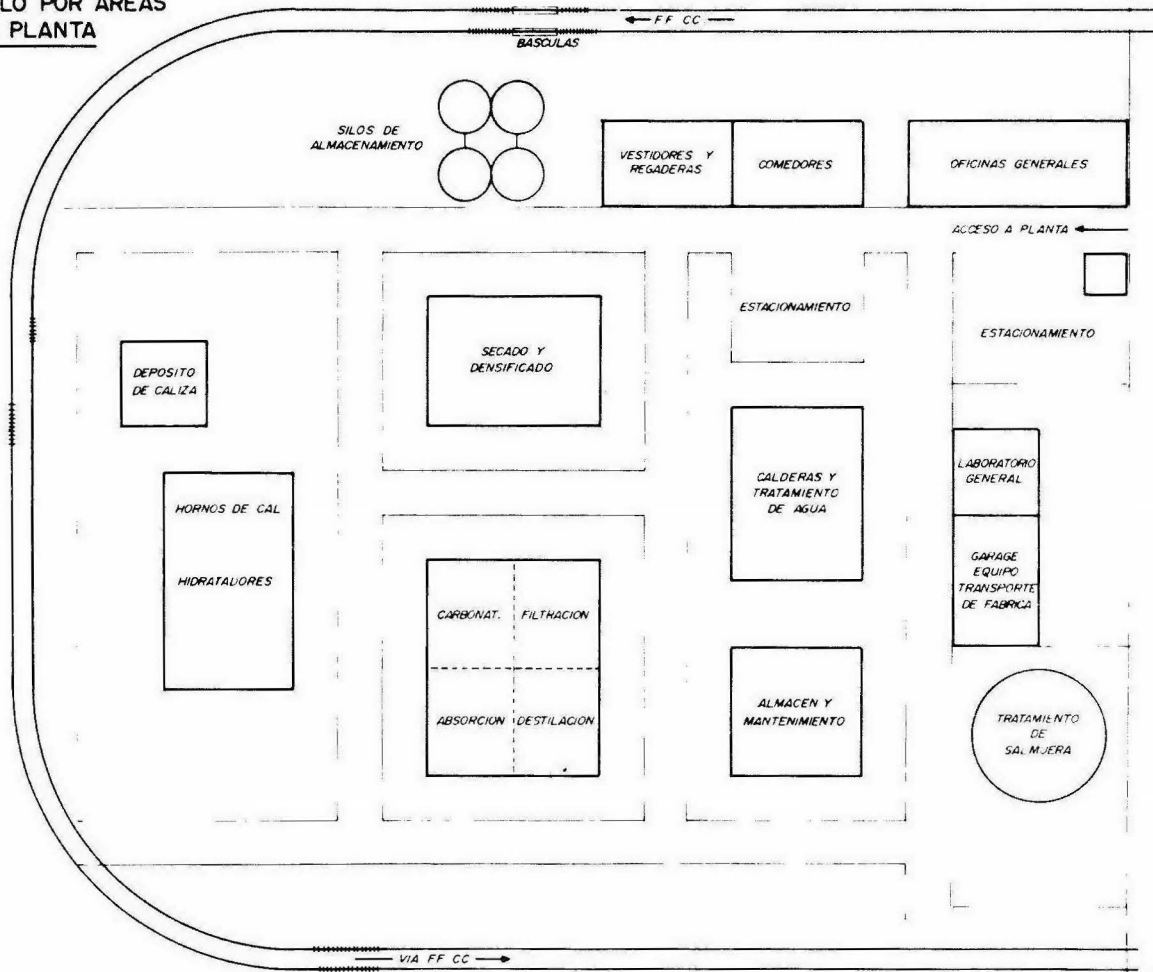 LO POR AREAS
PLANTA
FF CC
BASCULAS
SILOS DE
ALMACENAMIENTO
VESTIDORES Y
REGADERAS
COMEDORES
OFICINAS GENERALES
ACCESO A PLANTA
ESTACIONAMIENTO
ESTACIONAMIENTO
SECADO Y
DENSIFICADO
DEPOSITO
DE CALIZA
HORNOS DE CAL
HIDRATADORES
CALDERAS Y
TRATAMIENTO
DE AGUA
LABORATORIO
GENERAL
GARAGE
EQUIPO
TRANSPORTE
DE FABRICA
CARBONAT.
FILTRACION
ABSORCION
DESTILACION
ALMACEN Y
MANTENIMIENTO
TRATAMIENTO
DE
SALMUERA
VIA FF CC